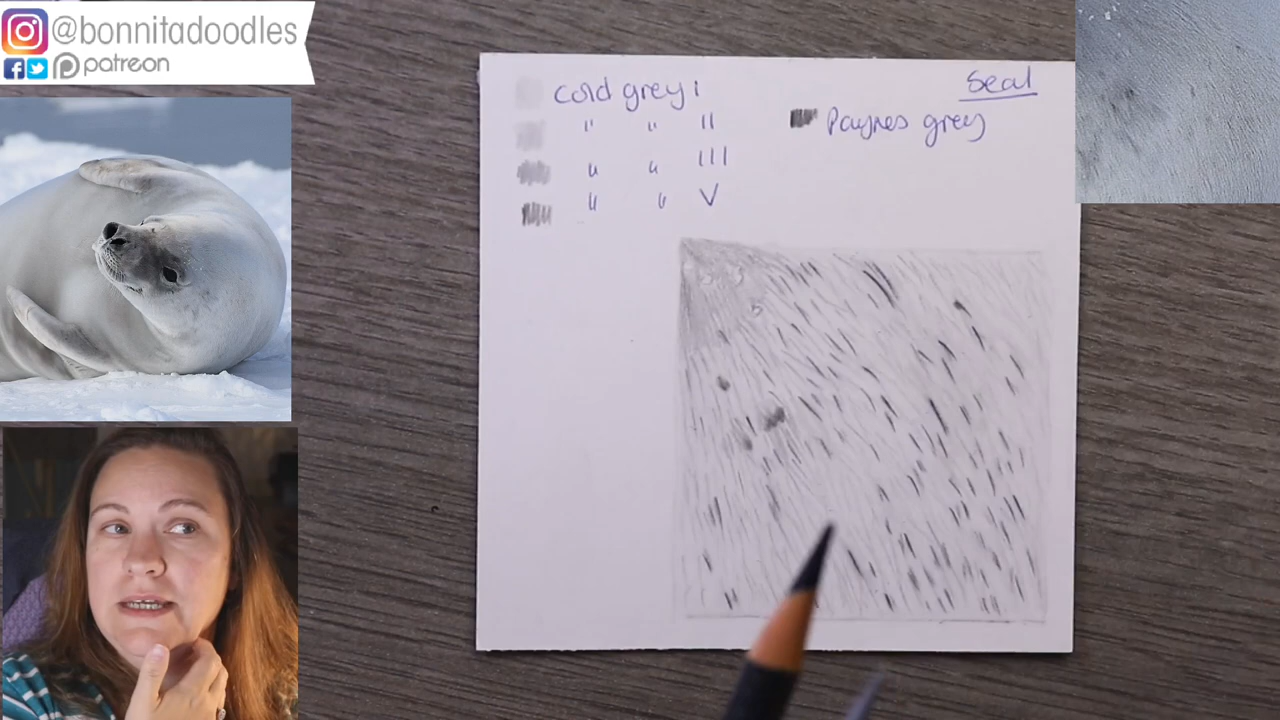 @bonnitadoodles
patreon
Seal
Cold grey i
" " II
" " III
" " V
Paynes grey